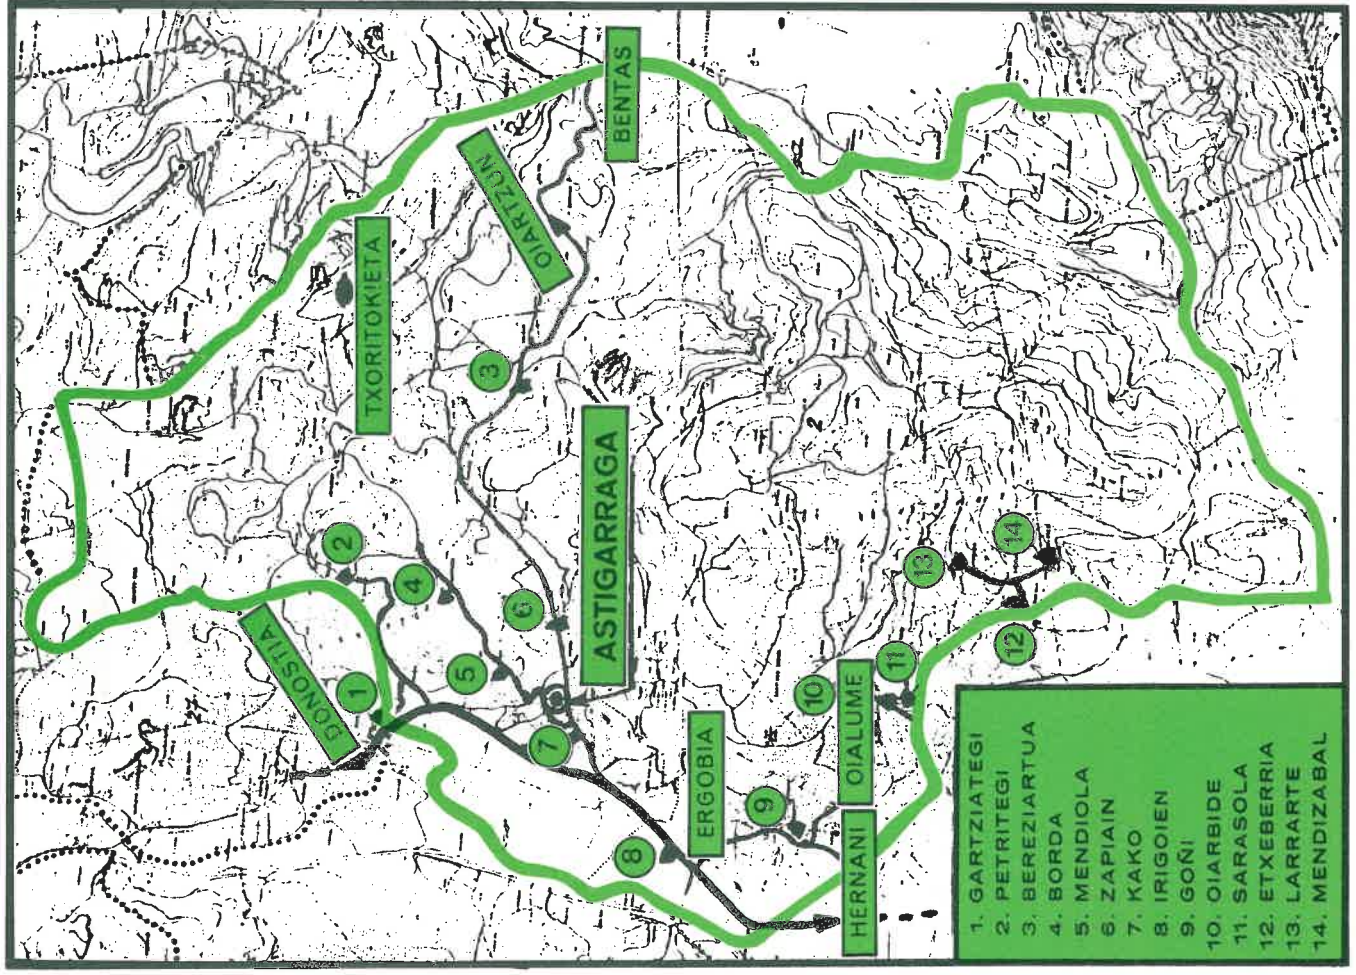 DONOSTIA
TXORITOKIETA
OIARTZUN
BENTAS
ASTIGARRAGA
ERGOBIA
OIALUME
HERNANI
1
2
3
4
5
6
7
8
9
10
11
12
13
14
2
1. GARTZIATEGI
2. PETRITEGI
3. BEREZIARTUA
4. BORDA
5. MENDIOLA
6. ZAPIAIN
7. KAKO
8. IRIGOIEN
9. GOÑI
10. OIARBIDE
11. SARASOLA
12. ETXEBERRIA
13. LARRARTE
14. MENDIZABAL